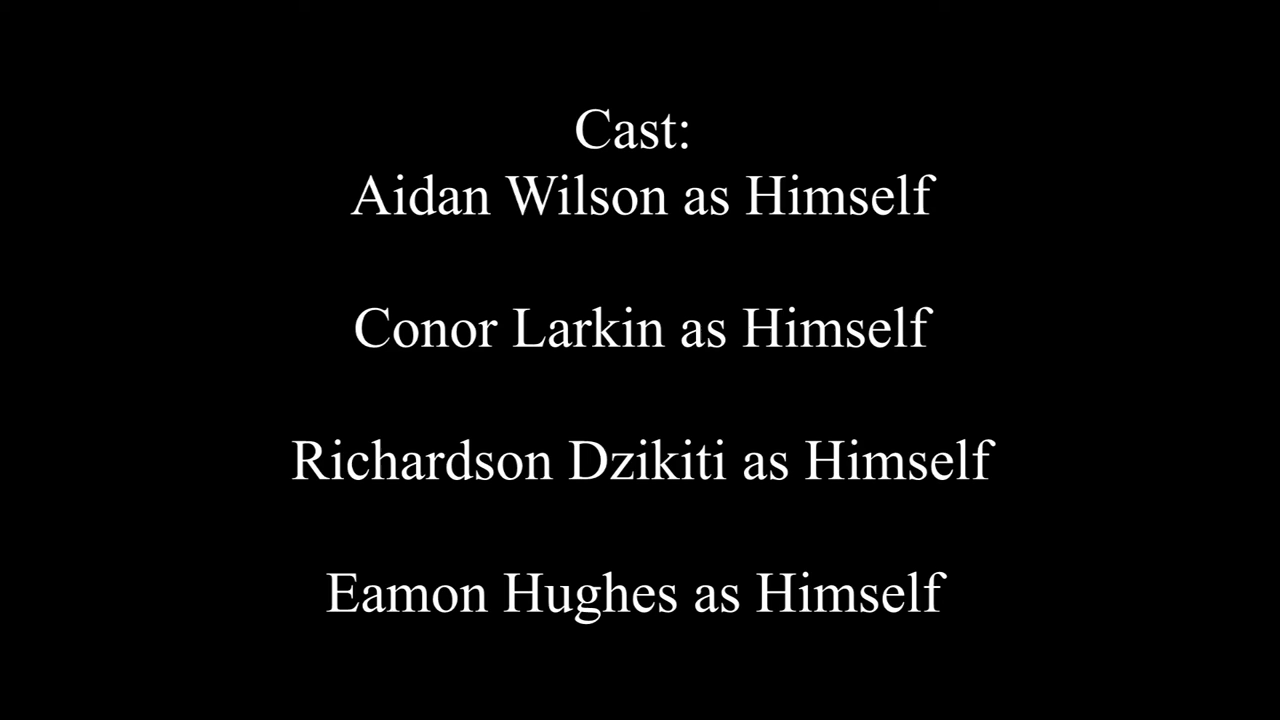 Cast:
Aidan Wilson as Himself
Conor Larkin as Himself
Richardson Dzikiti as Himself
Eamon Hughes as Himself